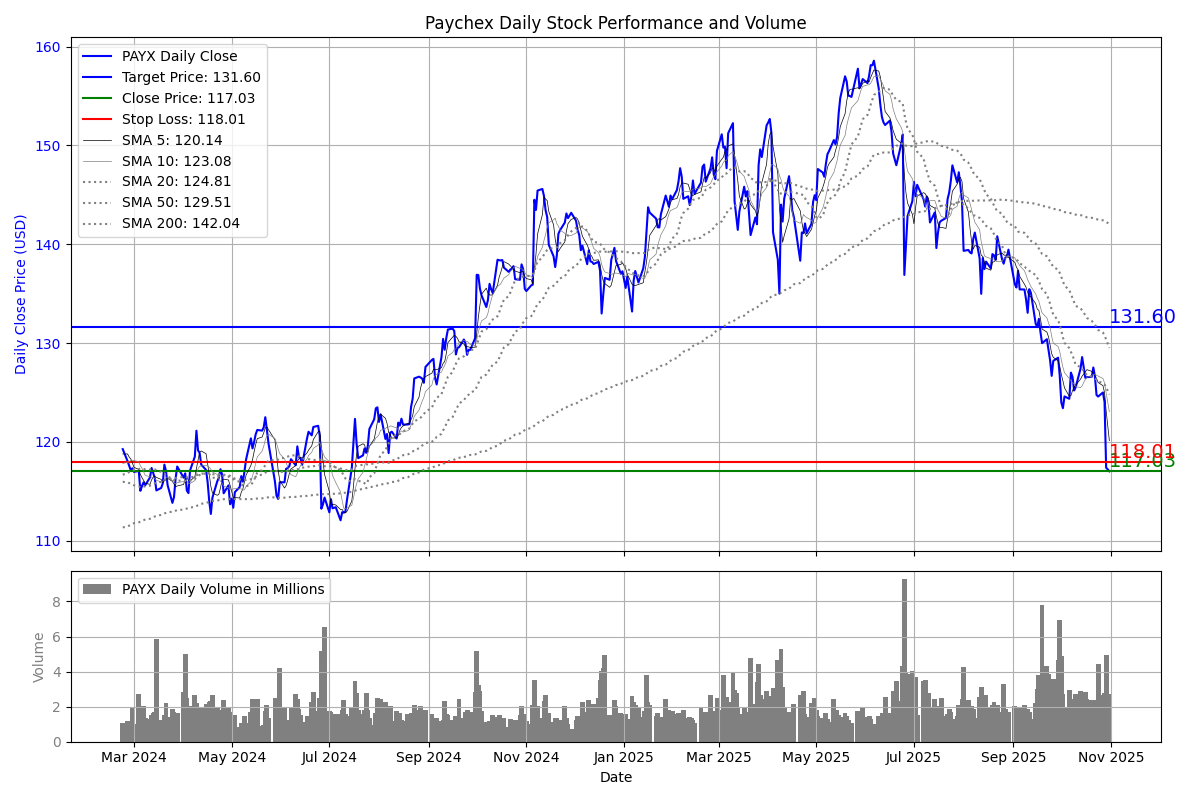 Paychex Daily Stock Performance and Volume
PAYX Daily Close
Target Price: 131.60
Close Price: 117.03
Stop Loss: 118.01
SMA 5: 120.14
SMA 10: 123.08
SMA 20: 124.81
SMA 50: 129.51
SMA 200: 142.04
Daily Close Price (USD)
160
150
140
130
120
110
131.60
118.01
117.03
PAYX Daily Volume in Millions
Volume
8
6
4
2
0
Mar 2024 May 2024 Jul 2024 Sep 2024 Nov 2024 Jan 2025 Mar 2025 May 2025 Jul 2025 Sep 2025 Nov 2025
Date